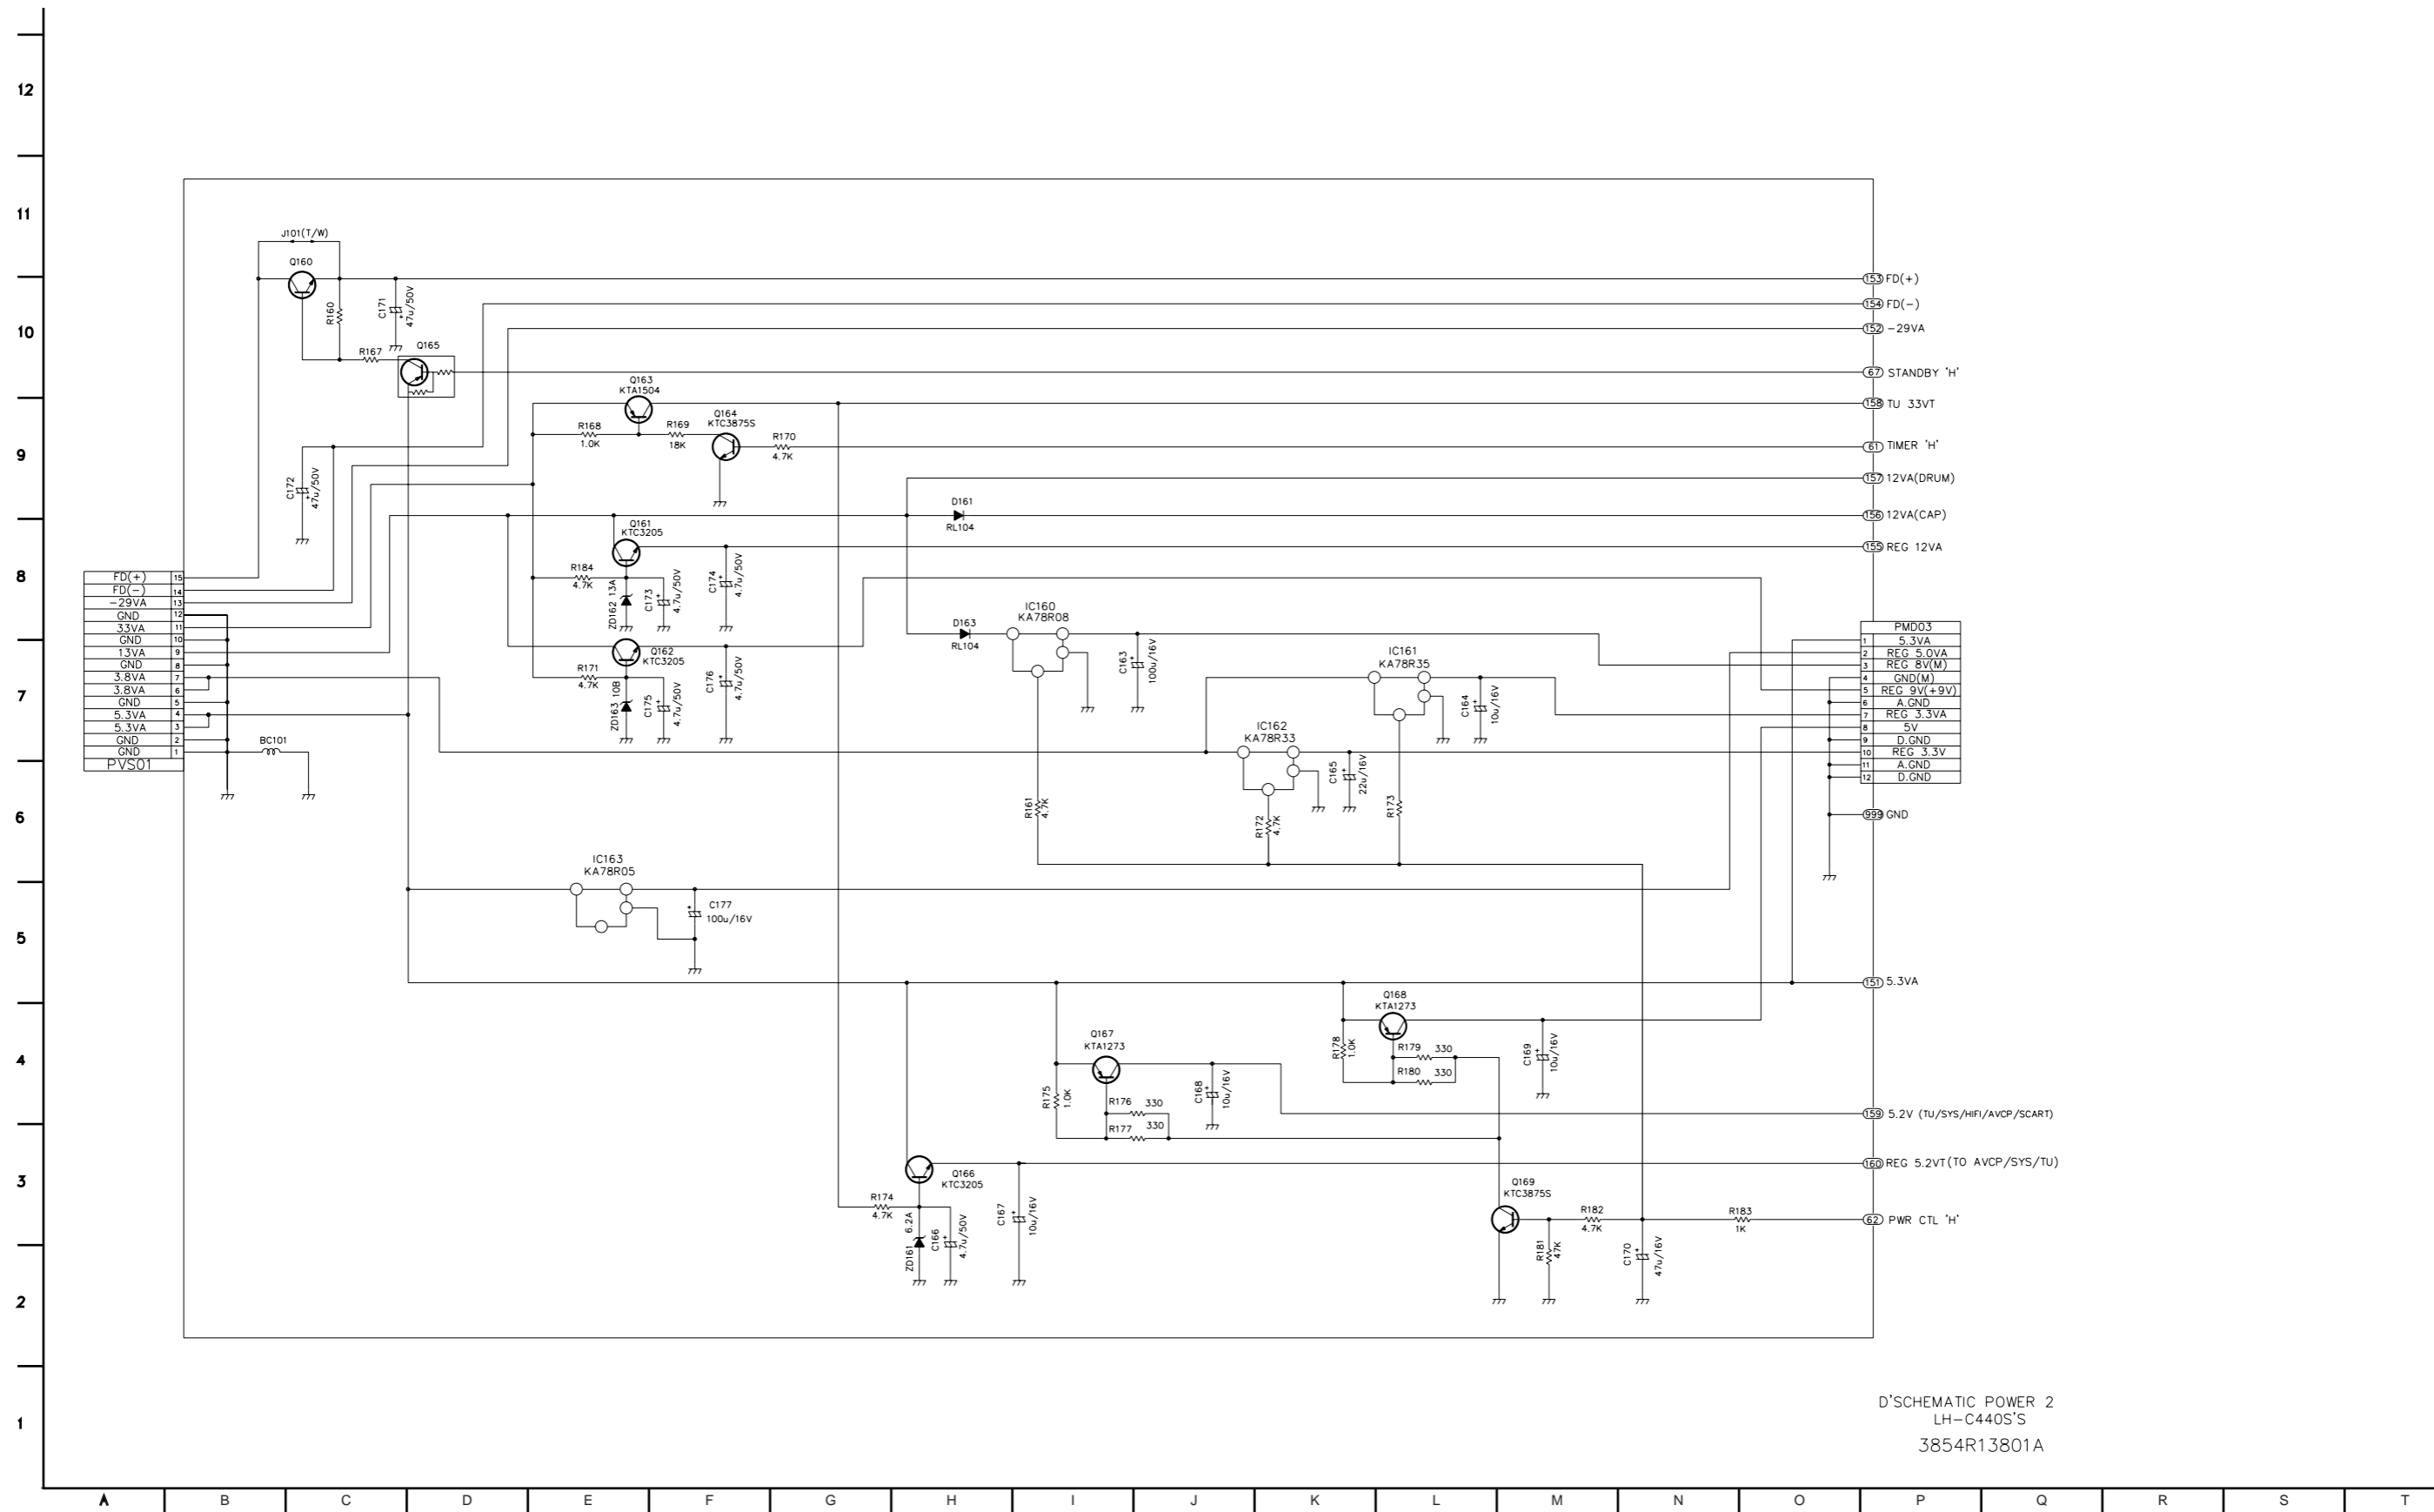 12
11
J101(T/W)
Q160
153 FD(+)
154 FD(-)
R160
C171
47u/50V
10
152 -29VA
R167
Q165
67 STANDBY 'H'
Q163
KTA1504
158 TU 33VT
Q164
KTC3875S
R168
1.0K
R169
18K
R170
4.7K
61 TIMER 'H'
9
C172
47u/50V
157 12VA(DRUM)
D161
RL104
156 12VA(CAP)
Q161
KTC3205
155 REG 12VA
8
R184
4.7K
ZD162 13A
C173
4.7u/50V
C174
4.7u/50V
FD(+) 15
FD(-) 14
-29VA 13
GND 12
33VA 11
GND 10
13VA 9
GND 8
3.8VA 7
3.8VA 6
GND 5
5.3VA 4
5.3VA 3
GND 2
GND 1
PVS01
BC101
IC160
KA78R08
D163
RL104
Q162
KTC3205
C163
100u/16V
IC161
KA78R35
7
R171
4.7K
ZD163 10B
C175
4.7u/50V
C176
4.7u/50V
C164
10u/16V
IC162
KA78R33
PMD03
1 5.3VA
2 REG 5.0VA
3 REG 8V(M)
4 GND(M)
5 REG 9V(+9V)
6 A.GND
7 REG 3.3VA
8 5V
9 D.GND
10 REG 3.3V
11 A.GND
12 D.GND
C165
22u/16V
R161
4.7K
R172
4.7K
R173
999 GND
6
IC163
KA78R05
C177
100u/16V
5
151 5.3VA
Q168
KTA1273
Q167
KTA1273
R178
1.0K
R179 330
R180 330
C169
10u/16V
4
R175
1.0K
R176 330
R177 330
C168
10u/16V
159 5.2V (TU/SYS/HIFI/AVCP/SCART)
160 REG 5.2VT(TO AVCP/SYS/TU)
3
Q166
KTC3205
Q169
KTC3875S
R174
4.7K
ZD161 6.2A
C166
4.7u/50V
C167
10u/16V
R182
4.7K
R183
1K
62 PWR CTL 'H'
R181
47K
C170
47u/16V
2
1
D'SCHEMATIC POWER 2
LH-C440S'S
3854R13801A
A B C D E F G H I J K L M N O P Q R S T